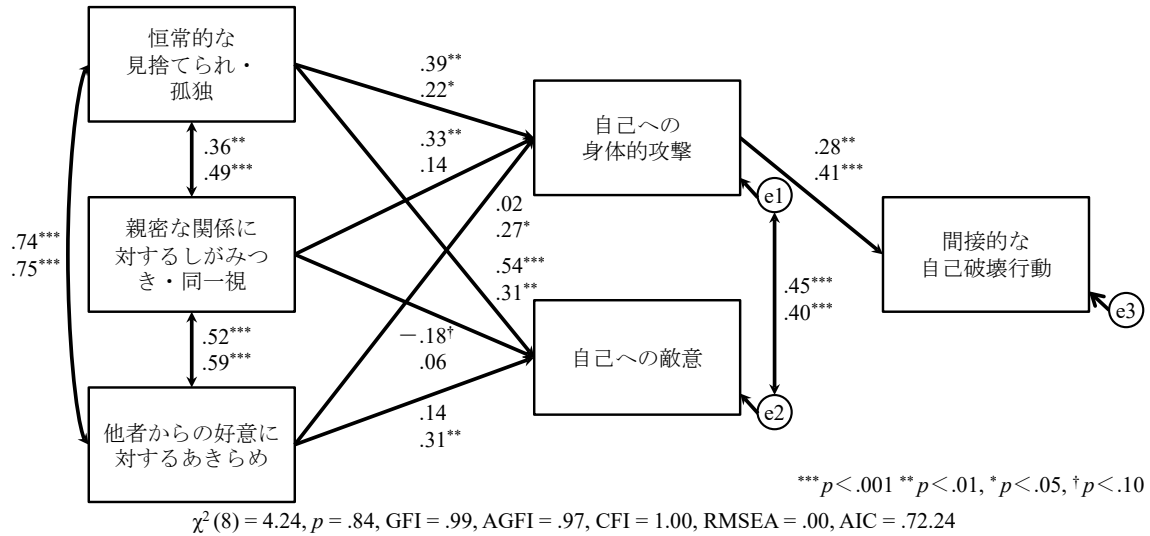 恒常的な
見捨てられ・
孤独
.39**
.22*
自己への
身体的攻撃
.33**
.14
.28**
.41***
.36**
.49***
e1
.02
.27*
親密な関係に
対するしがみつ
き・同一視
間接的な
自己破壊行動
.74***
.75***
.54***
.31**
.45***
.40***
e3
.52***
.59***
－.18†
.06
自己への敵意
e2
.14
.31**
他者からの好意に
対するあきらめ
***p＜.001 **p＜.01, *p＜.05, †p＜.10
χ²(8) = 4.24, p = .84, GFI = .99, AGFI = .97, CFI = 1.00, RMSEA = .00, AIC = .72.24